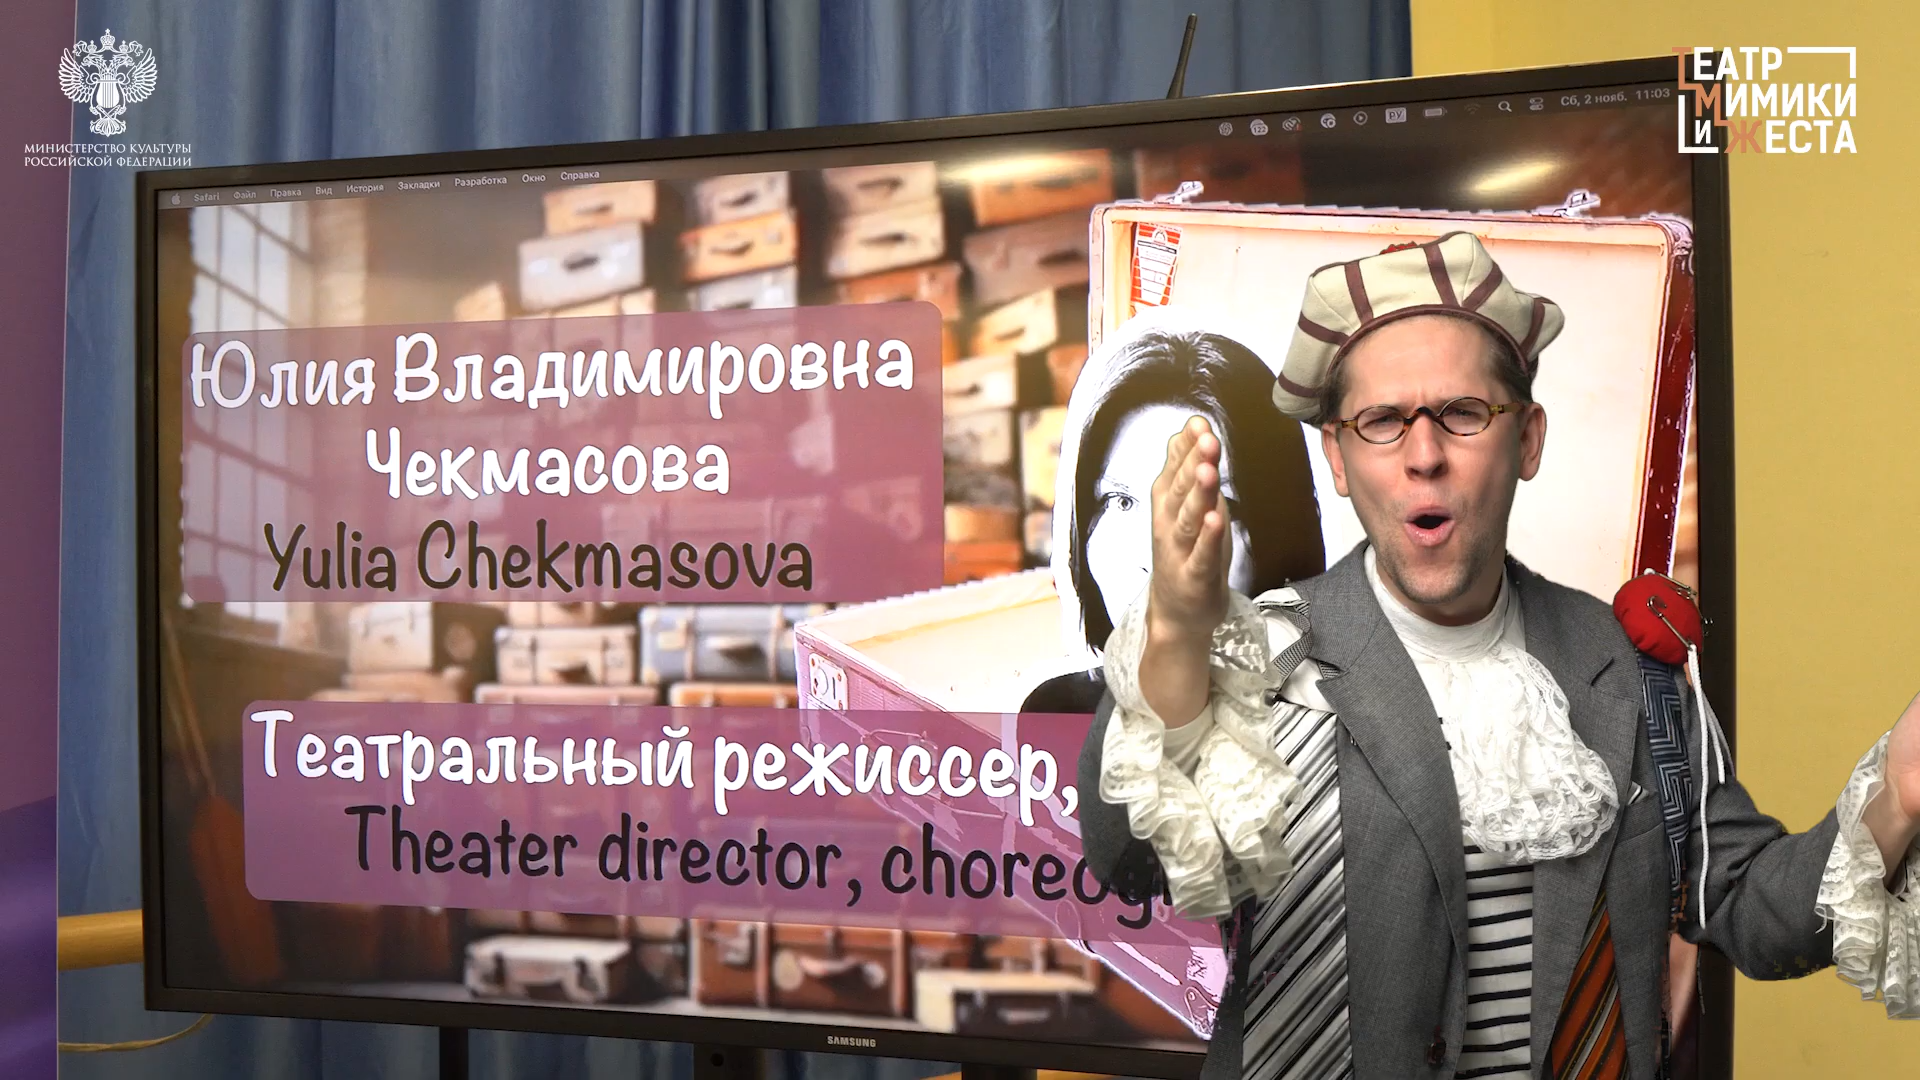 МИНИСТЕРСТВО КУЛЬТУРЫ
РОССИЙСКОЙ ФЕДЕРАЦИИ
ТЕАТР
МИМИКИ
И ЖЕСТА
Safari Файл Правка Вид История Закладки Разработка Окно Справка
РУ Сб, 2 нояб. 11:03
Юлия Владимировна
Чекмасова
Yulia Chekmasova
Театральный режиссер,
Theater director, choreog
SAMSUNG